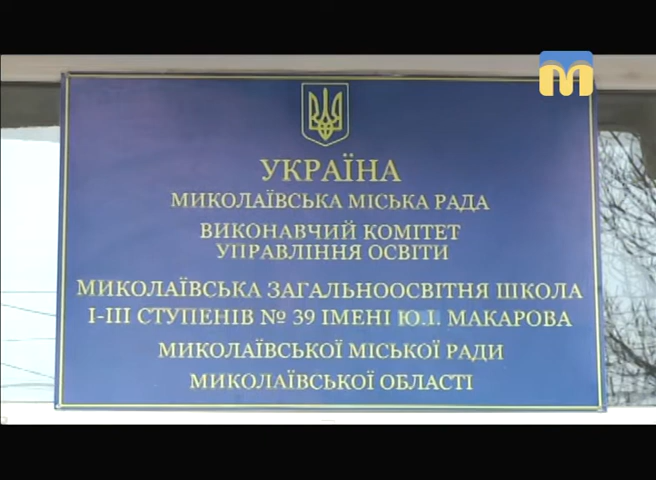 УКРАЇНА
МИКОЛАЇВСЬКА МІСЬКА РАДА
ВИКОНАВЧИЙ КОМІТЕТ
УПРАВЛІННЯ ОСВІТИ
МИКОЛАЇВСЬКА ЗАГАЛЬНООСВІТНЯ ШКОЛА
І-ІІІ СТУПЕНІВ № 39 ІМЕНІ Ю.І. МАКАРОВА
МИКОЛАЇВСЬКОЇ МІСЬКОЇ РАДИ
МИКОЛАЇВСЬКОЇ ОБЛАСТІ